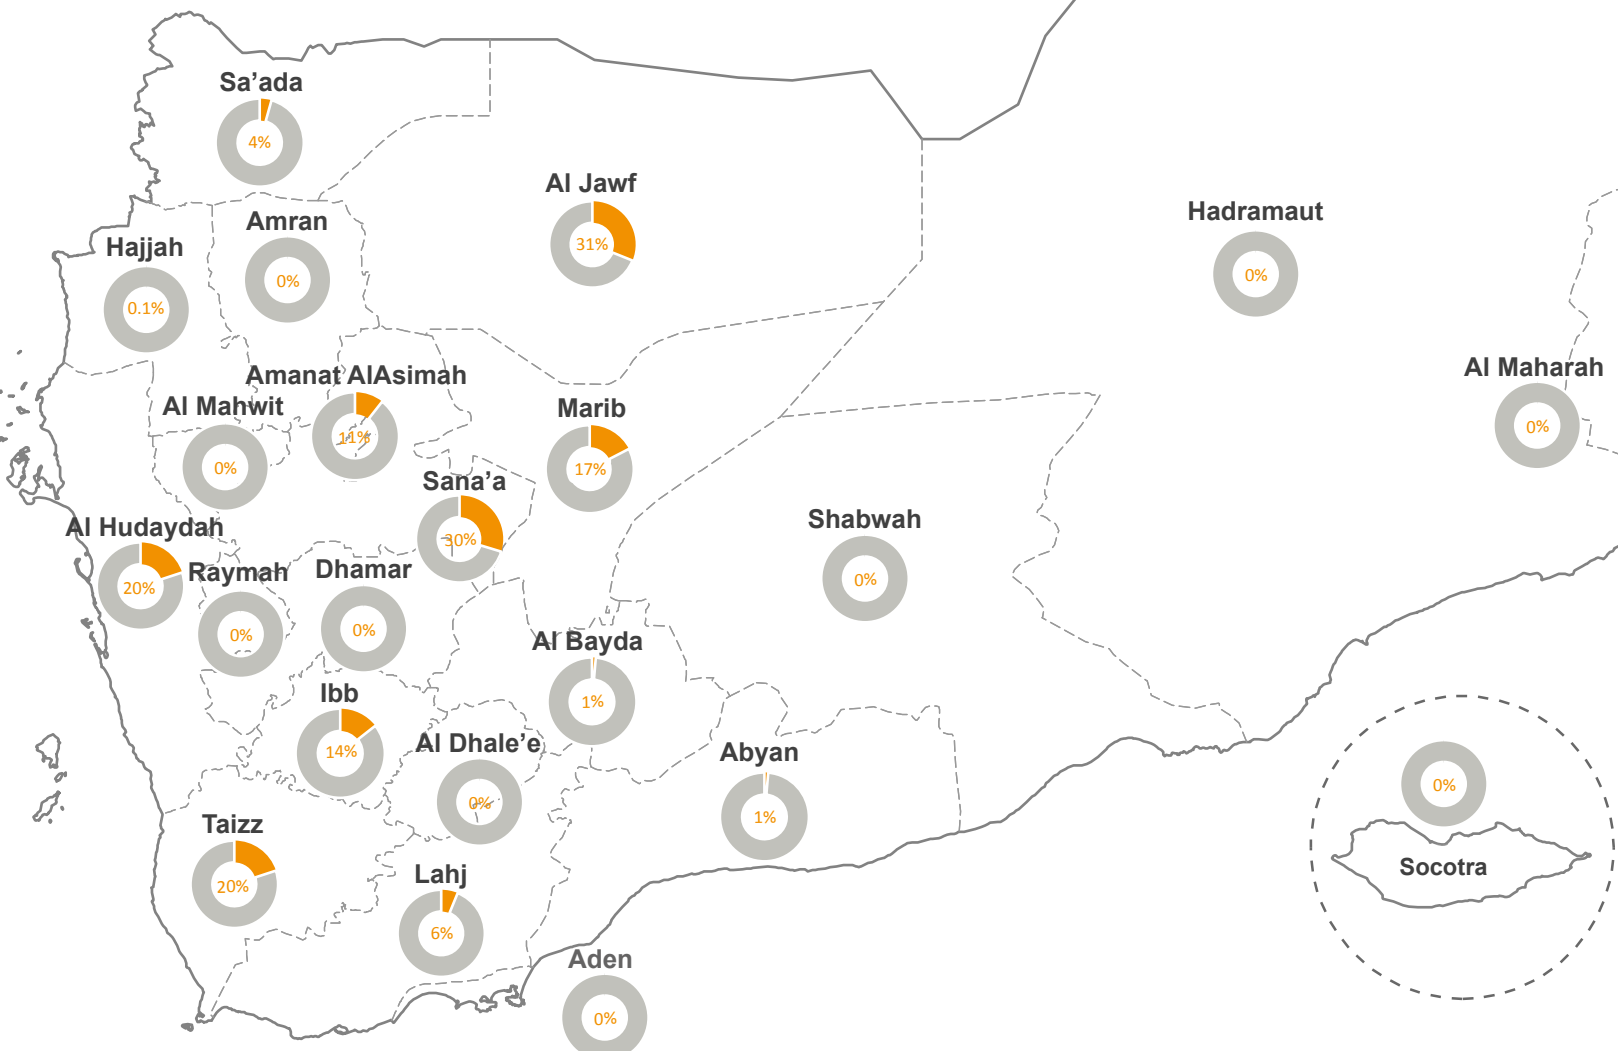 Sa’ada
4%
Al Jawf
31%
Hadramaut
0%
Amran
0%
Hajjah
0.1%
Al Maharah
0%
Amanat AlAsimah
11%
Al Mahwit
0%
Marib
17%
Sana’a
30%
Shabwah
0%
Al Hudaydah
20%
Raymah
0%
Dhamar
0%
Al Bayda
1%
Ibb
14%
Al Dhale’e
0%
Abyan
1%
0%
Socotra
Taizz
20%
Lahj
6%
Aden
0%